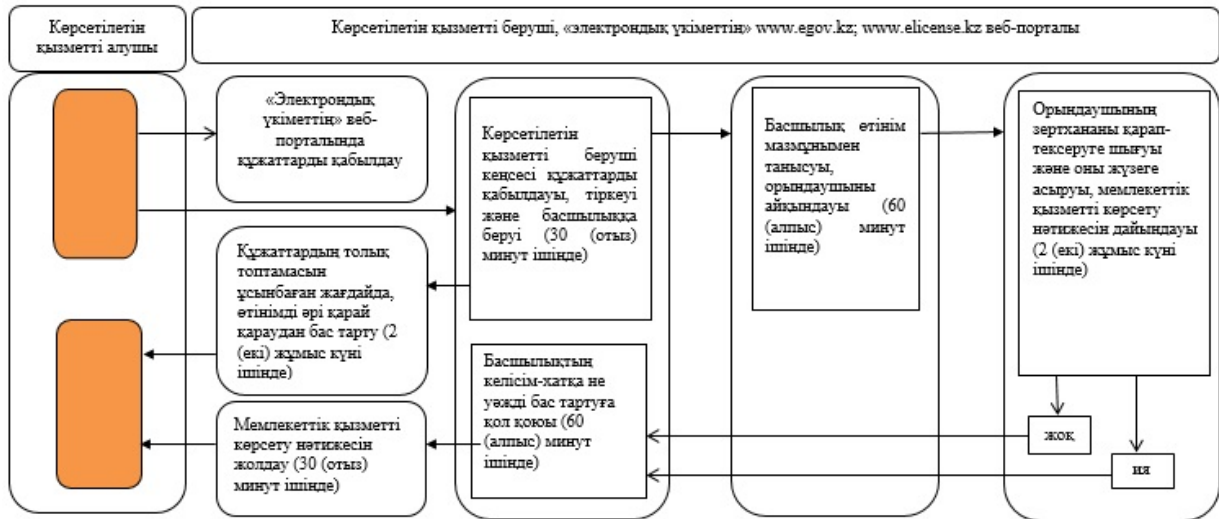 Көрсетілетін
қызметті алушы
Көрсетілетін қызметті беруші, «электрондық үкіметтің» www.egov.kz; www.elicense.kz веб-порталы
«Электрондық
үкіметтің» веб-
порталында
құжаттарды қабылдау
Көрсетілетін
қызметті беруші
кеңсесі құжаттарды
қабылдауы, тіркеуі
және басшылыққа
беруі (30 (отыз)
минут ішінде)
Басшылық өтінім
мазмұнымен
танысуы,
орындаушыны
айқындауы (60
(алпыс) минут
ішінде)
Орындаушының
зертхананы қарап-
тексеруге шығуы
және оны жүзеге
асыруы, мемлекеттік
қызметті көрсету
нәтижесін дайындауы
(2 (екі) жұмыс күні
ішінде)
Құжаттардың толық
топтамасын
ұсынбаған жағдайда,
өтінімді әрі қарай
қараудан бас тарту (2
(екі) жұмыс күні
ішінде)
Басшылықтың
келісім-хатқа не
уәжді бас тартуға
қол қоюы (60
(алпыс) минут
ішінде)
Мемлекеттік қызметті
көрсету нәтижесін
жолдау (30 (отыз)
минут ішінде)
жоқ
ия